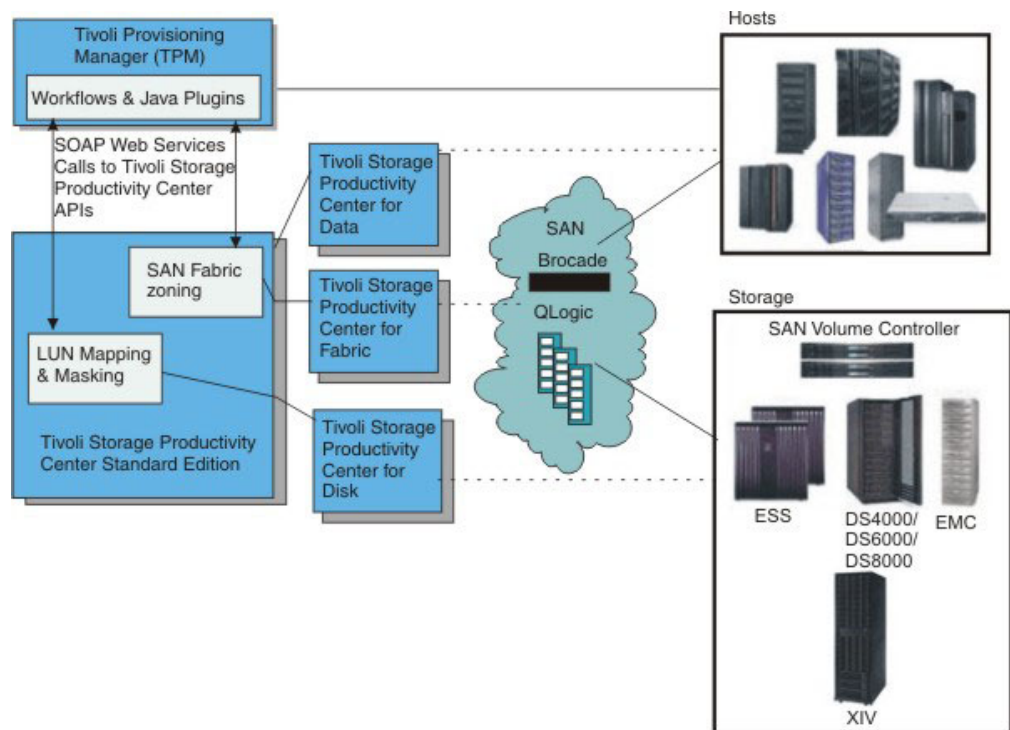 Tivoli Provisioning
Manager (TPM)
Workflows & Java Plugins
SOAP Web Services
Calls to Tivoli Storage
Productivity Center
APIs
SAN Fabric
zoning
LUN Mapping
& Masking
Tivoli Storage Productivity
Center Standard Edition
Tivoli Storage
Productivity
Center for
Data
Tivoli Storage
Productivity
Center for
Fabric
Tivoli Storage
Productivity
Center for
Disk
SAN
Brocade
QLogic
Hosts
Storage
SAN Volume Controller
ESS
DS4000/
DS6000/
DS8000
EMC
XIV